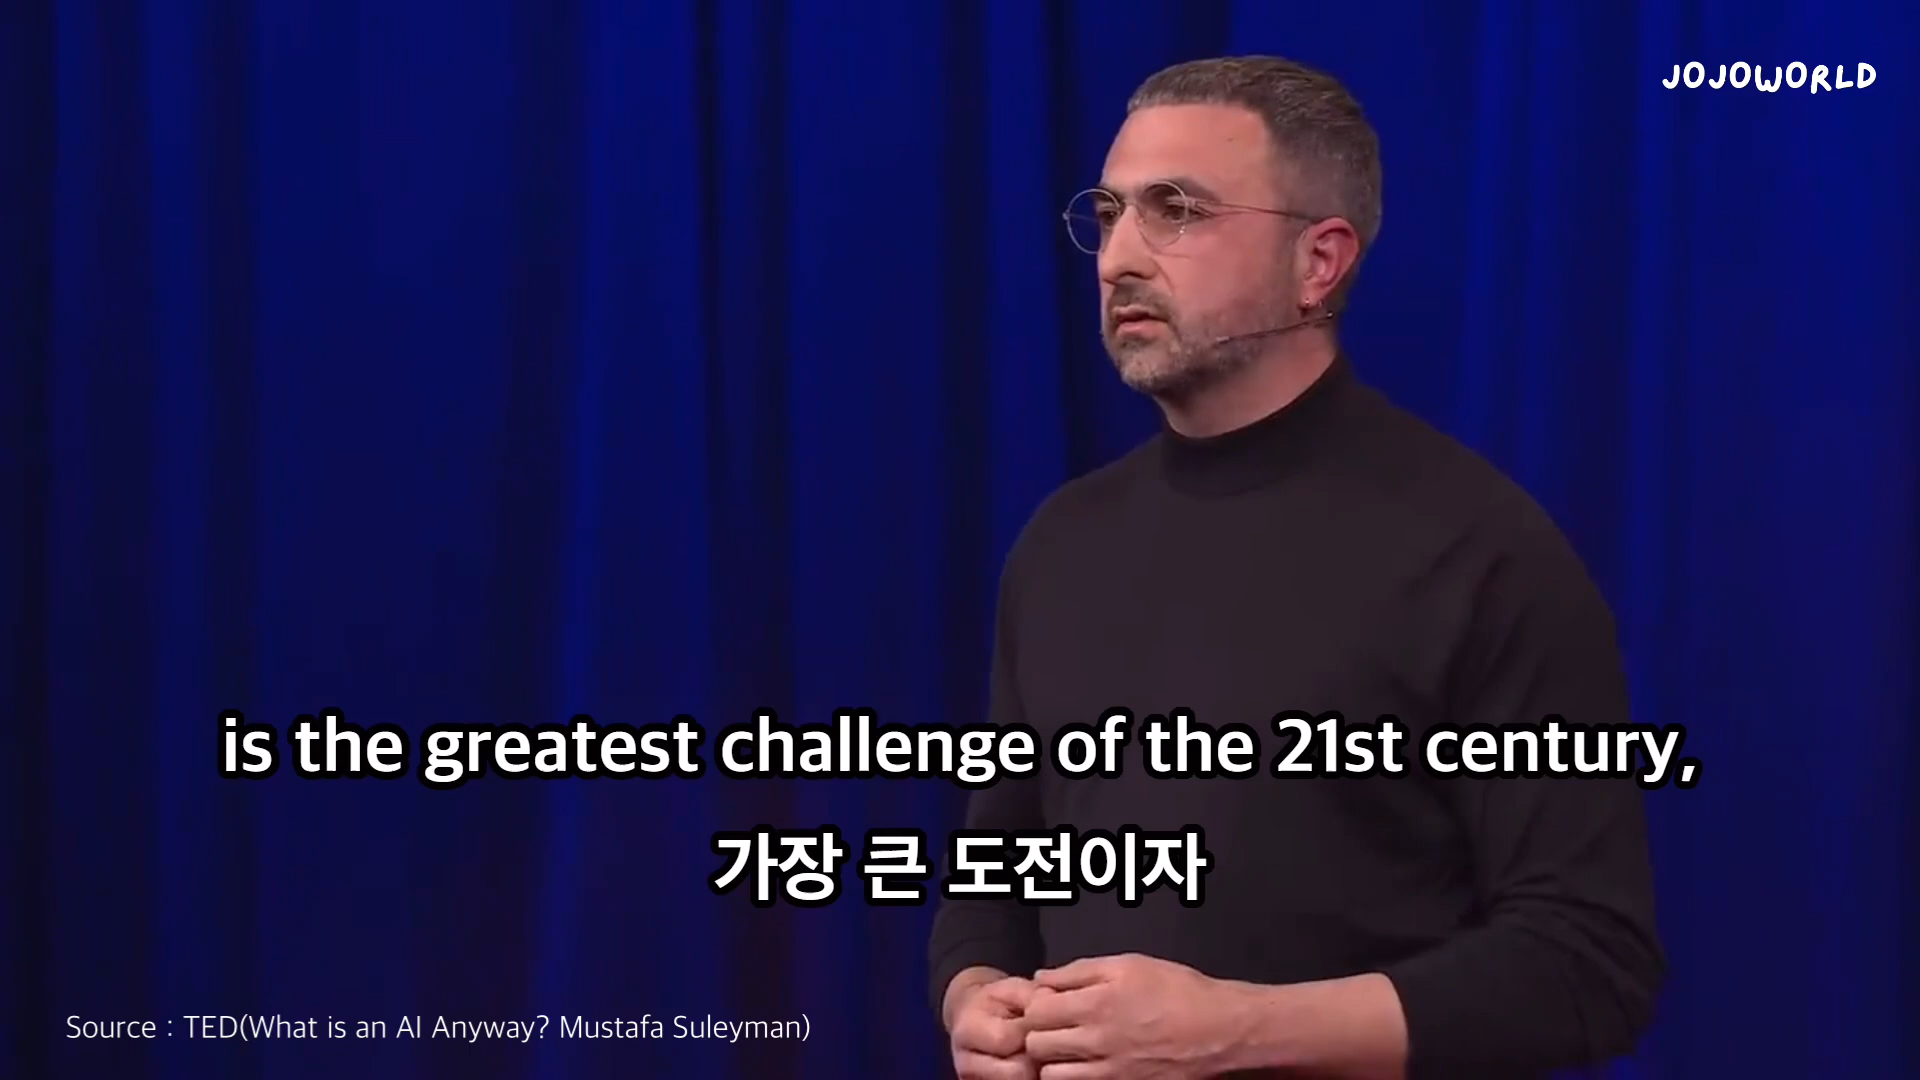 JOJOWORLD
is the greatest challenge of the 21st century,
가장 큰 도전이자
Source : TED(What is an AI Anyway? Mustafa Suleyman)